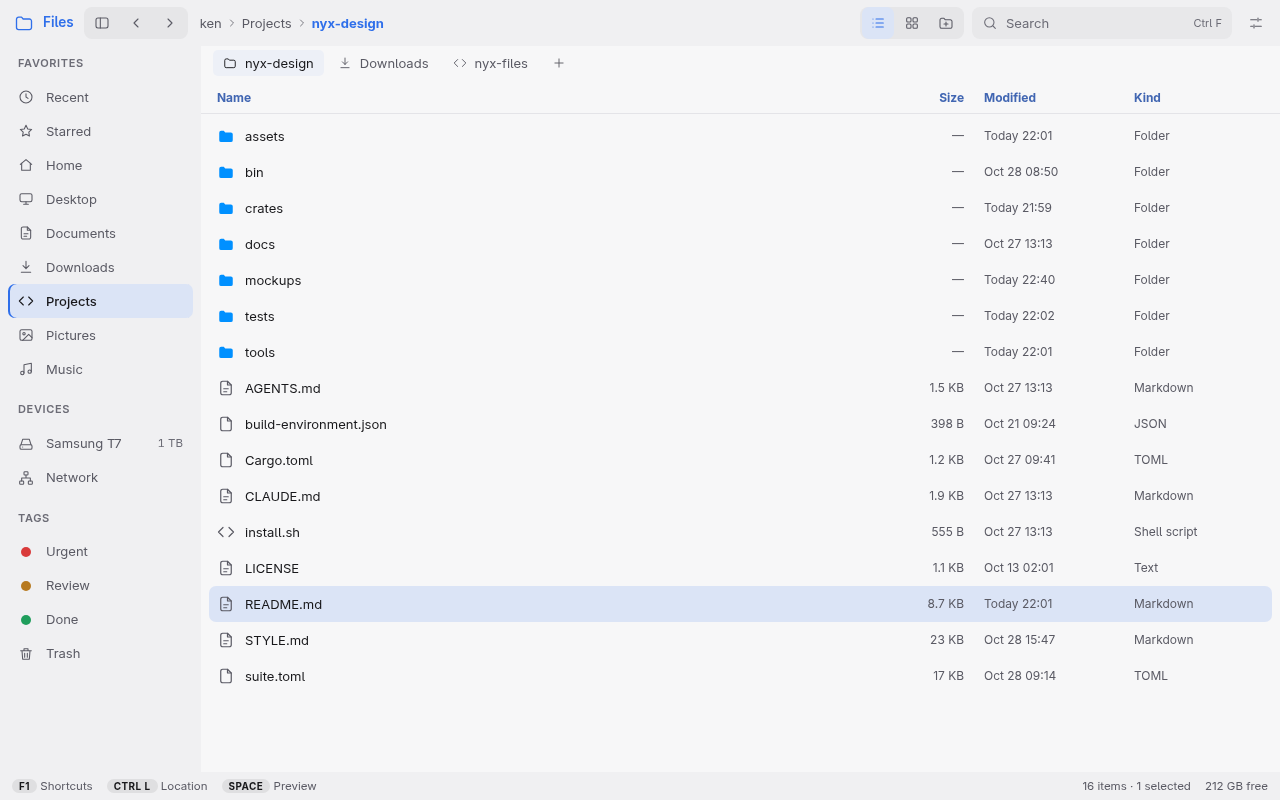 Files
ken › Projects › nyx-design
Search Ctrl F
FAVORITES
Recent
Starred
Home
Desktop
Documents
Downloads
Projects
Pictures
Music
DEVICES
Samsung T7 1 TB
Network
TAGS
Urgent
Review
Done
Trash
nyx-design Downloads nyx-files +
Name Size Modified Kind
assets — Today 22:01 Folder
bin — Oct 28 08:50 Folder
crates — Today 21:59 Folder
docs — Oct 27 13:13 Folder
mockups — Today 22:40 Folder
tests — Today 22:02 Folder
tools — Today 22:01 Folder
AGENTS.md 1.5 KB Oct 27 13:13 Markdown
build-environment.json 398 B Oct 21 09:24 JSON
Cargo.toml 1.2 KB Oct 27 09:41 TOML
CLAUDE.md 1.9 KB Oct 27 13:13 Markdown
install.sh 555 B Oct 27 13:13 Shell script
LICENSE 1.1 KB Oct 13 02:01 Text
README.md 8.7 KB Today 22:01 Markdown
STYLE.md 23 KB Oct 28 15:47 Markdown
suite.toml 17 KB Oct 28 09:14 TOML
F1 Shortcuts CTRL L Location SPACE Preview
16 items · 1 selected 212 GB free